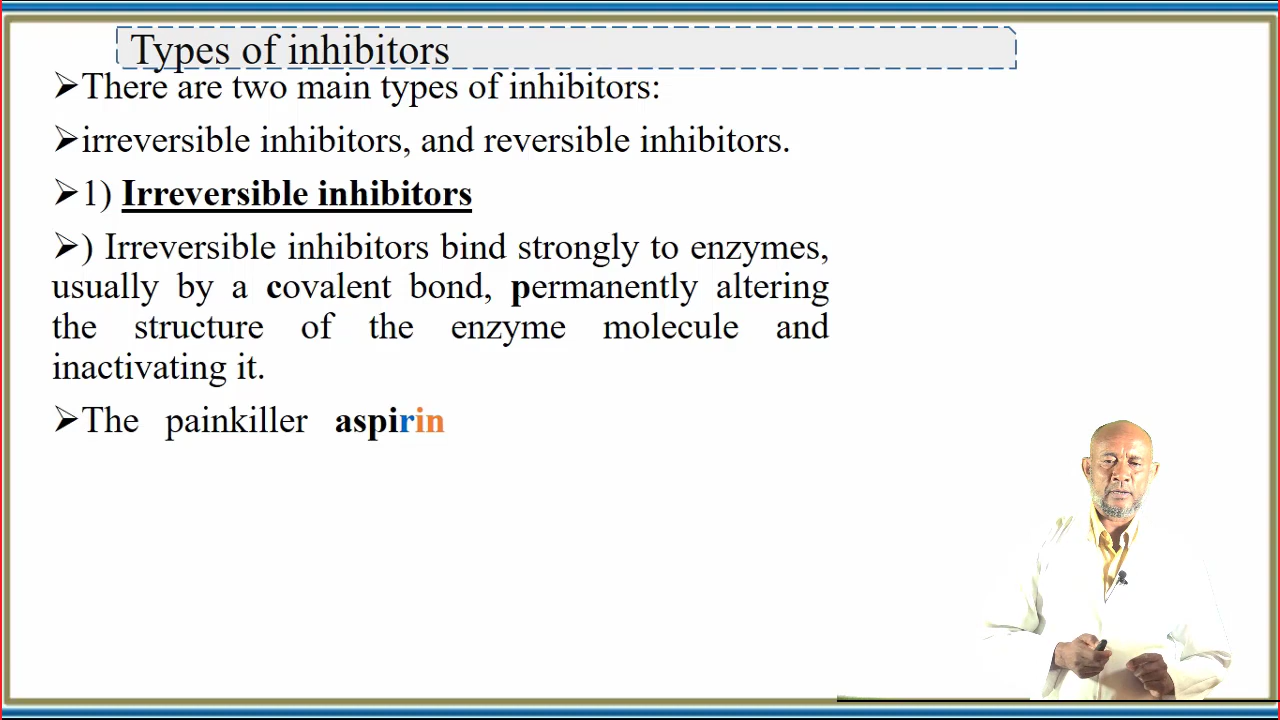 Types of inhibitors
➢There are two main types of inhibitors:
➢irreversible inhibitors, and reversible inhibitors.
➢1) Irreversible inhibitors
➢) Irreversible inhibitors bind strongly to enzymes,
usually by a covalent bond, permanently altering
the structure of the enzyme molecule and
inactivating it.
➢The painkiller aspirin